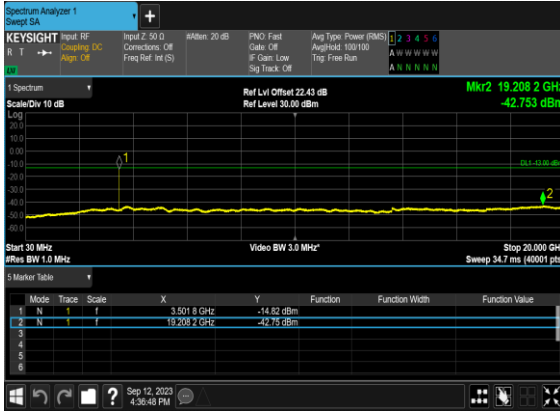 Spectrum Analyzer 1
Swept SA
+
KEYSIGHT Input: RF Input Z: 50 Ω #Atten: 20 dB PNO: Fast Avg Type: Power (RMS) 1 2 3 4 5 6
R T Coupling: DC Corrections: Off Gate: Off Avg|Hold: 100/100 A W W W W W
Align: Off Freq Ref: Int (S) IF Gain: Low Trig: Free Run
Sig Track: Off A N N N N N
1 Spectrum Ref Lvl Offset 22.43 dB Mkr2 19.208 2 GHz
Scale/Div 10 dB Ref Level 30.00 dBm -42.753 dBm
Log
20.0
10.0
0.00
-10.0 1 DL1 -13.00 dBm
-20.0
-30.0
-40.0 2
-50.0
-60.0
Start 30 MHz Video BW 3.0 MHz* Stop 20.000 GH
#Res BW 1.0 MHz Sweep 34.7 ms (40001 pts
5 Marker Table
Mode Trace Scale X Y Function Function Width Function Value
1 N 1 f 3.501 8 GHz -14.82 dBm
2 N 1 f 19.208 2 GHz -42.75 dBm
3
4
5
6
? Sep 12, 2023
4:36:48 PM